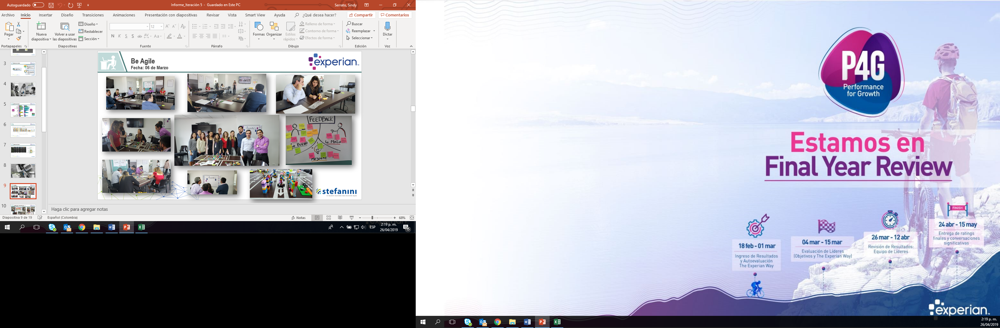 Autoguardado
Informe_Iteración 5 - Guardado en Este PC
Serrato, Sindy
Archivo Inicio Insertar Diseño Transiciones Animaciones Presentación con diapositivas Revisar Vista Smart View Ayuda ¿Qué desea hacer? Compartir Comentarios
Pegar
Nueva diapositiva
Volver a usar las diapositivas
Diseño
Restablecer
Sección
12
N K S S ab AV Aa A
Formas
Organizar
Estilos rápidos
Relleno de forma
Contorno de forma
Efectos de forma
Buscar
Reemplazar
Seleccionar
Dictar
Portapapeles Diapositivas Fuente Párrafo Dibujo Edición Voz
3
4
5
6
7
8
9
10
Be Agile
Fecha: 06 de Marzo
experian™
FEEDBACK
Lo BUENO
Lo MALO
MEJORAR
stefanini
Haga clic para agregar notas
Diapositiva 9 de 19 Español (Colombia) Notas 68%
ESP
2:19 p. m.
26/04/2019
15
P4G
Performance
for Growth
Estamos en
Final Year Review
18 feb - 01 mar
Ingreso de Resultados
y Autoevaluación
The Experian Way
04 mar - 15 mar
Evaluación de Líderes
(Objetivos y The Experian Way)
26 mar - 12 abr
Revisión de Resultados:
Equipo de Líderes
FINISH
24 abr - 15 may
Entrega de ratings
finales y conversaciones
significativas
experian™
2:19 p. m.
26/04/2019